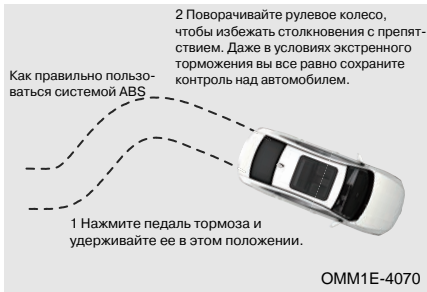 2 Поворачивайте рулевое колесо,
чтобы избежать столкновения с препят-
ствием. Даже в условиях экстренного
торможения вы все равно сохраните
контроль над автомобилем.
Как правильно пользо-
ваться системой ABS
1 Нажмите педаль тормоза и
удерживайте ее в этом положении.
OMM1E-4070